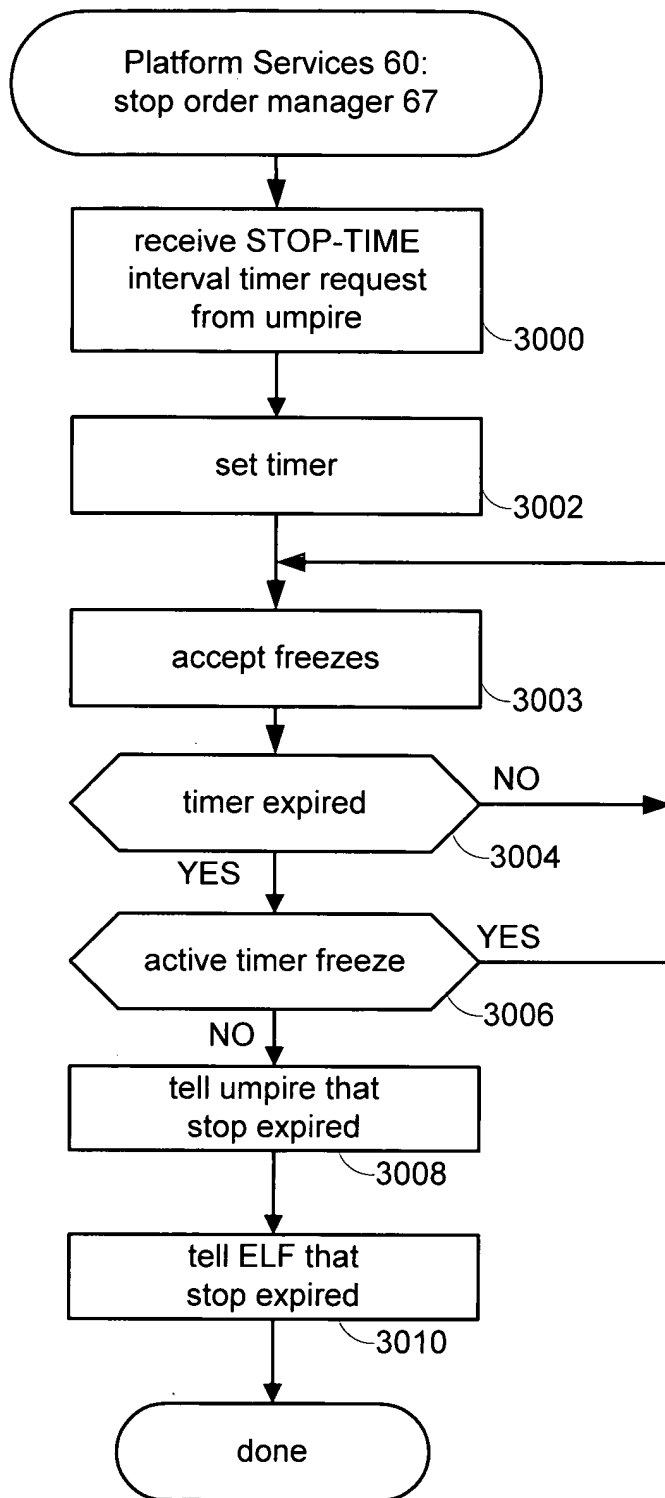 Platform Services 60:
stop order manager 67
receive STOP-TIME
interval timer request
from umpire
3000
set timer
3002
accept freezes
3003
timer expired
NO
3004
YES
active timer freeze
YES
3006
NO
tell umpire that
stop expired
3008
tell ELF that
stop expired
3010
done